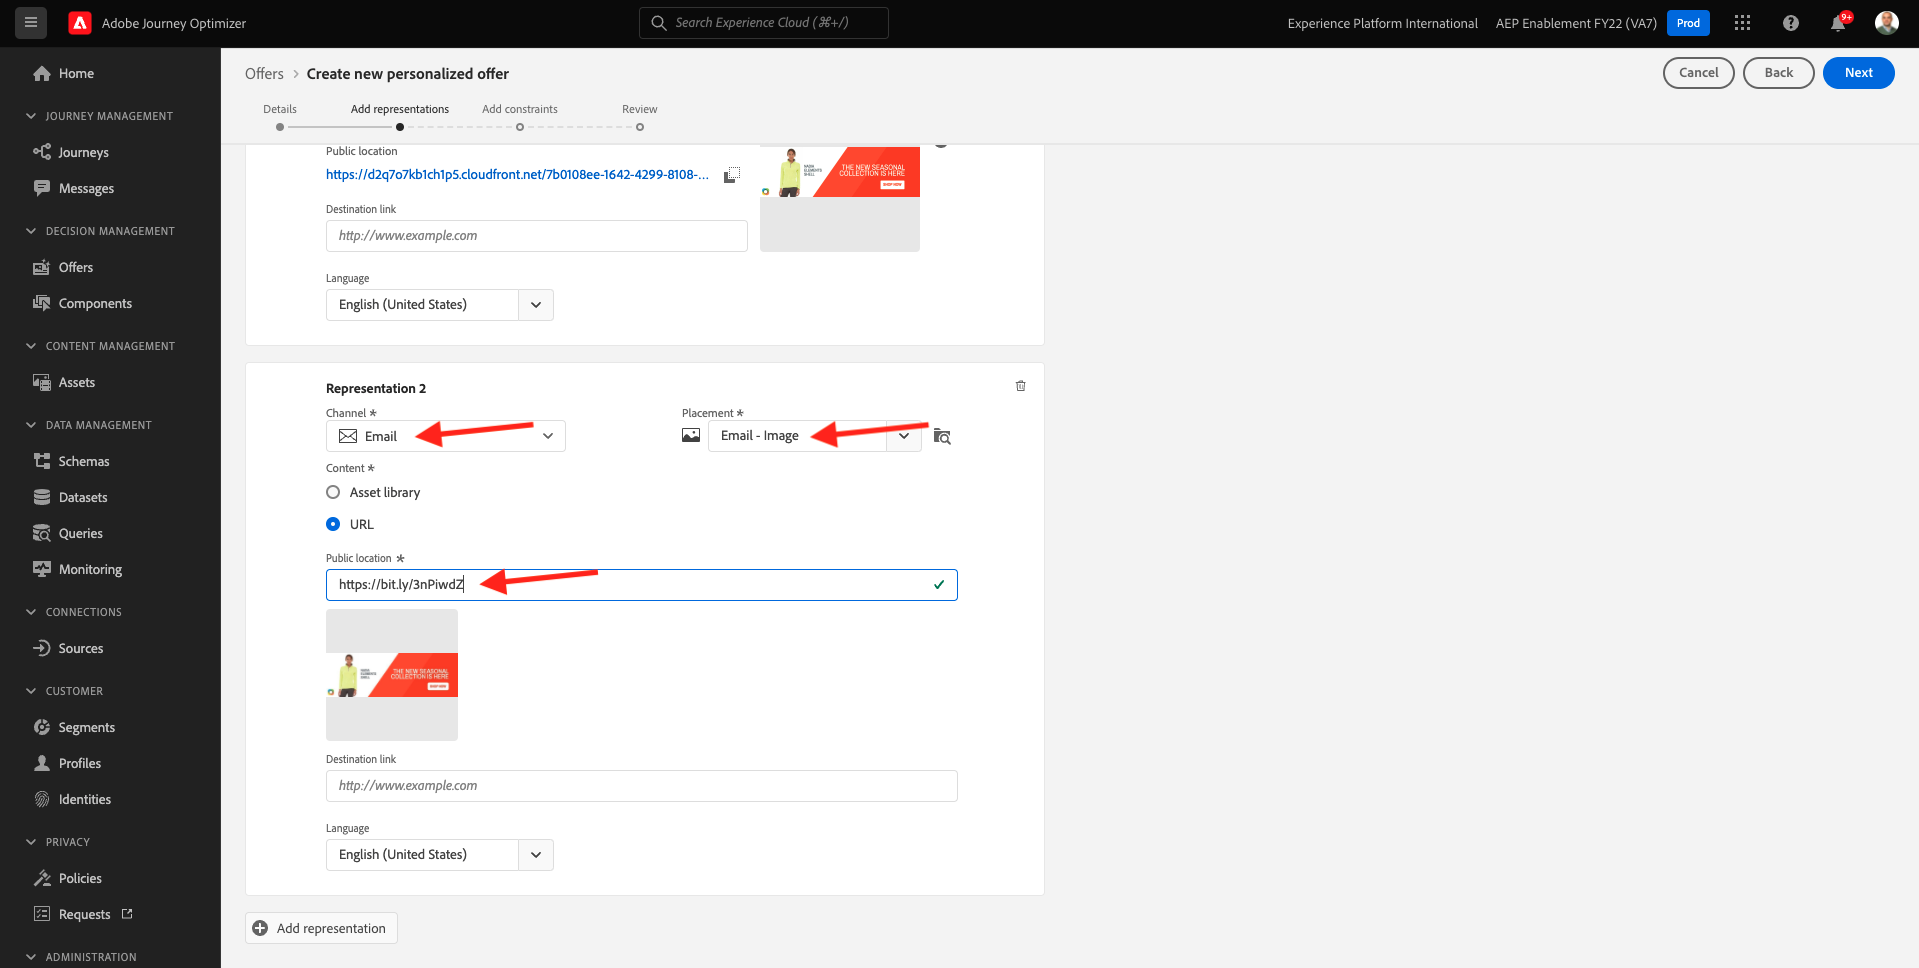 Adobe Journey Optimizer
Search Experience Cloud (⌘+/)
Experience Platform International
AEP Enablement FY22 (VA7)
Prod
9+
Home
JOURNEY MANAGEMENT
Journeys
Messages
DECISION MANAGEMENT
Offers
Components
CONTENT MANAGEMENT
Assets
DATA MANAGEMENT
Schemas
Datasets
Queries
Monitoring
CONNECTIONS
Sources
CUSTOMER
Segments
Profiles
Identities
PRIVACY
Policies
Requests
ADMINISTRATION
Offers > Create new personalized offer
Cancel
Back
Next
Details
Add representations
Add constraints
Review
Public location
https://d2q7o7kb1ch1p5.cloudfront.net/7b0108ee-1642-4299-8108-...
THE NEW SEASONAL
COLLECTION IS HERE
SHOP NOW
Destination link
http://www.example.com
Language
English (United States)
Representation 2
Channel *
Email
Placement *
Email - Image
Content *
Asset library
URL
Public location *
https://bit.ly/3nPiwdZ
THE NEW SEASONAL
COLLECTION IS HERE
SHOP NOW
Destination link
http://www.example.com
Language
English (United States)
Add representation